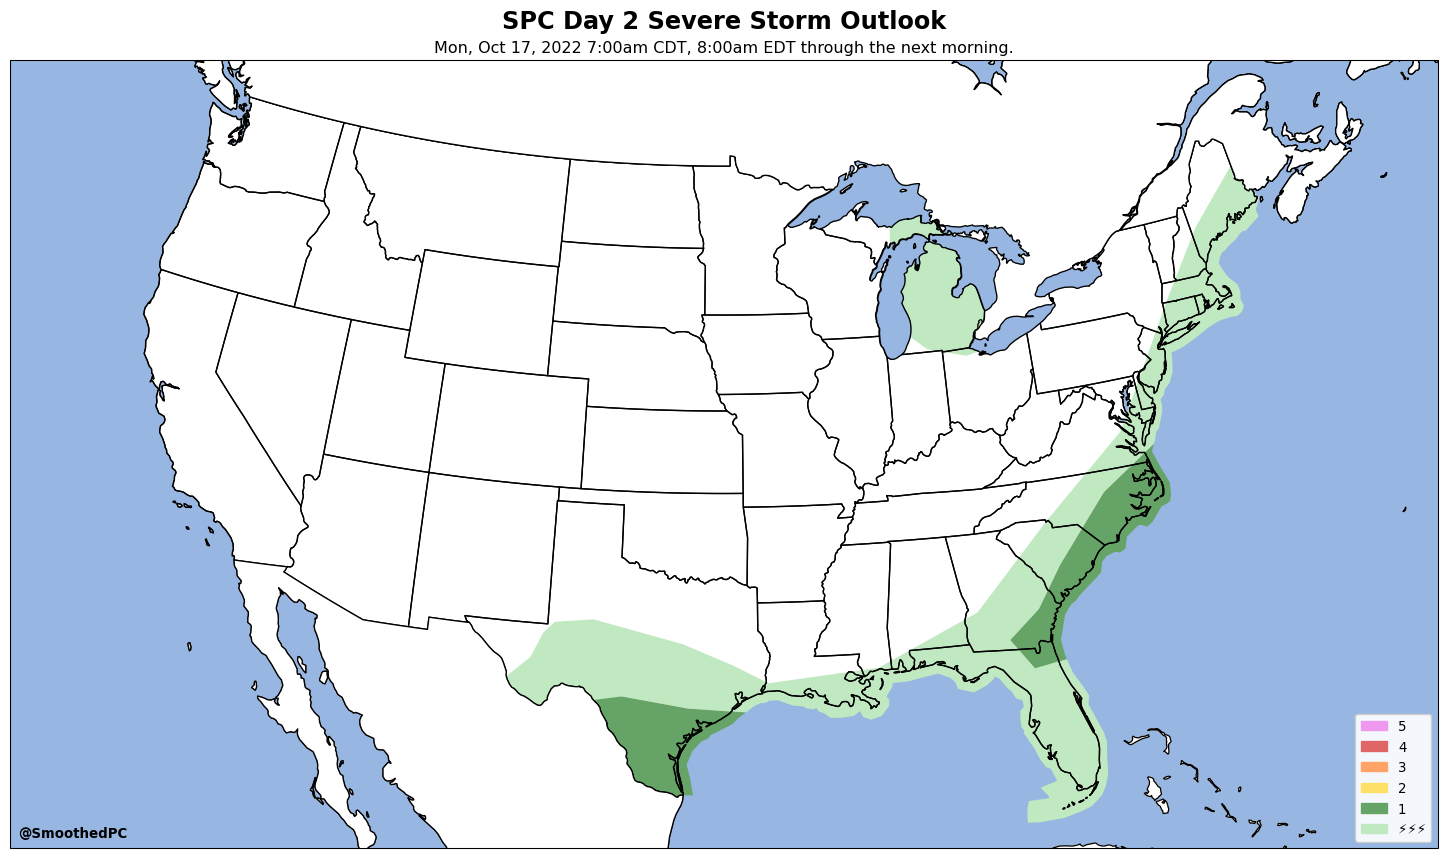 SPC Day 2 Severe Storm Outlook
Mon, Oct 17, 2022 7:00am CDT, 8:00am EDT through the next morning.
5
4
3
2
1
⚡⚡⚡
@SmoothedPC